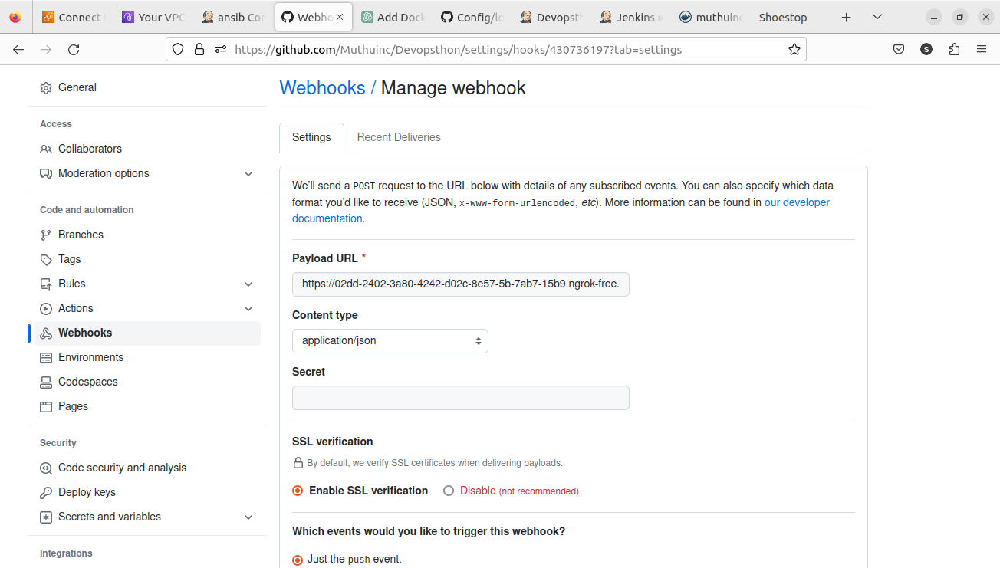 Connect
Your VPC
ansib Con
Webho
Add Dock
Config/lo
Devopsth
Jenkins »
muthuinc
Shoestop
https://github.com/Muthuinc/Devopsthon/settings/hooks/430736197?tab=settings
S
General
Access
Collaborators
Moderation options
Code and automation
Branches
Tags
Rules
Actions
Webhooks
Environments
Codespaces
Pages
Security
Code security and analysis
Deploy keys
Secrets and variables
Integrations
Webhooks / Manage webhook
Settings
Recent Deliveries
We'll send a POST request to the URL below with details of any subscribed events. You can also specify which data
format you'd like to receive (JSON, x-www-form-urlencoded, etc). More information can be found in our developer
documentation.
Payload URL *
https://02dd-2402-3a80-4242-d02c-8e57-5b-7ab7-15b9.ngrok-free.
Content type
application/json
Secret
SSL verification
By default, we verify SSL certificates when delivering payloads.
Enable SSL verification
Disable (not recommended)
Which events would you like to trigger this webhook?
Just the push event.